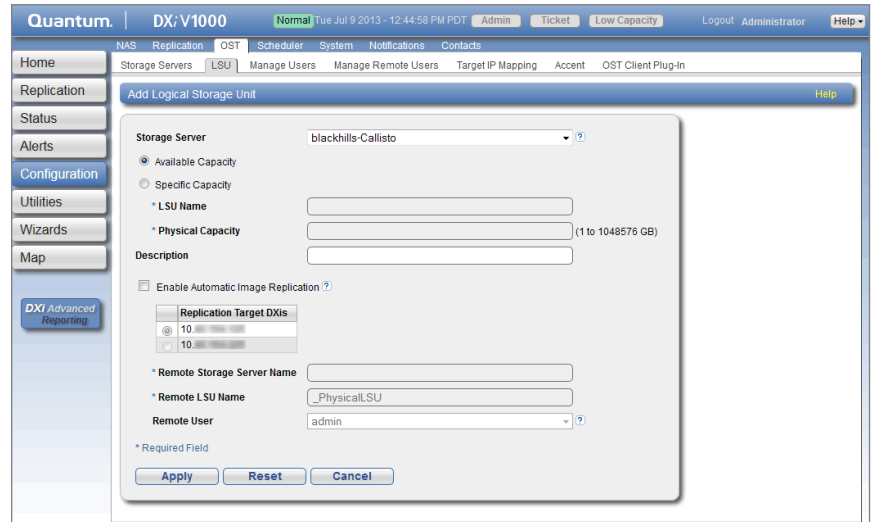 Quantum. DXi V1000 Normal Tue Jul 9 2013 - 12:44:58 PM PDT Admin Ticket Low Capacity Logout Administrator Help
NAS Replication OST Scheduler System Notifications Contacts
Storage Servers LSU Manage Users Manage Remote Users Target IP Mapping Accent OST Client Plug-In
Home
Replication
Status
Alerts
Configuration
Utilities
Wizards
Map
DXi Advanced
Reporting
Add Logical Storage Unit Help
Storage Server blackhills-Callisto ?
Available Capacity
Specific Capacity
* LSU Name
* Physical Capacity (1 to 1048576 GB)
Description
Enable Automatic Image Replication ?
Replication Target DXis
10.
10.
* Remote Storage Server Name
* Remote LSU Name _PhysicalLSU
Remote User admin ?
* Required Field
Apply Reset Cancel